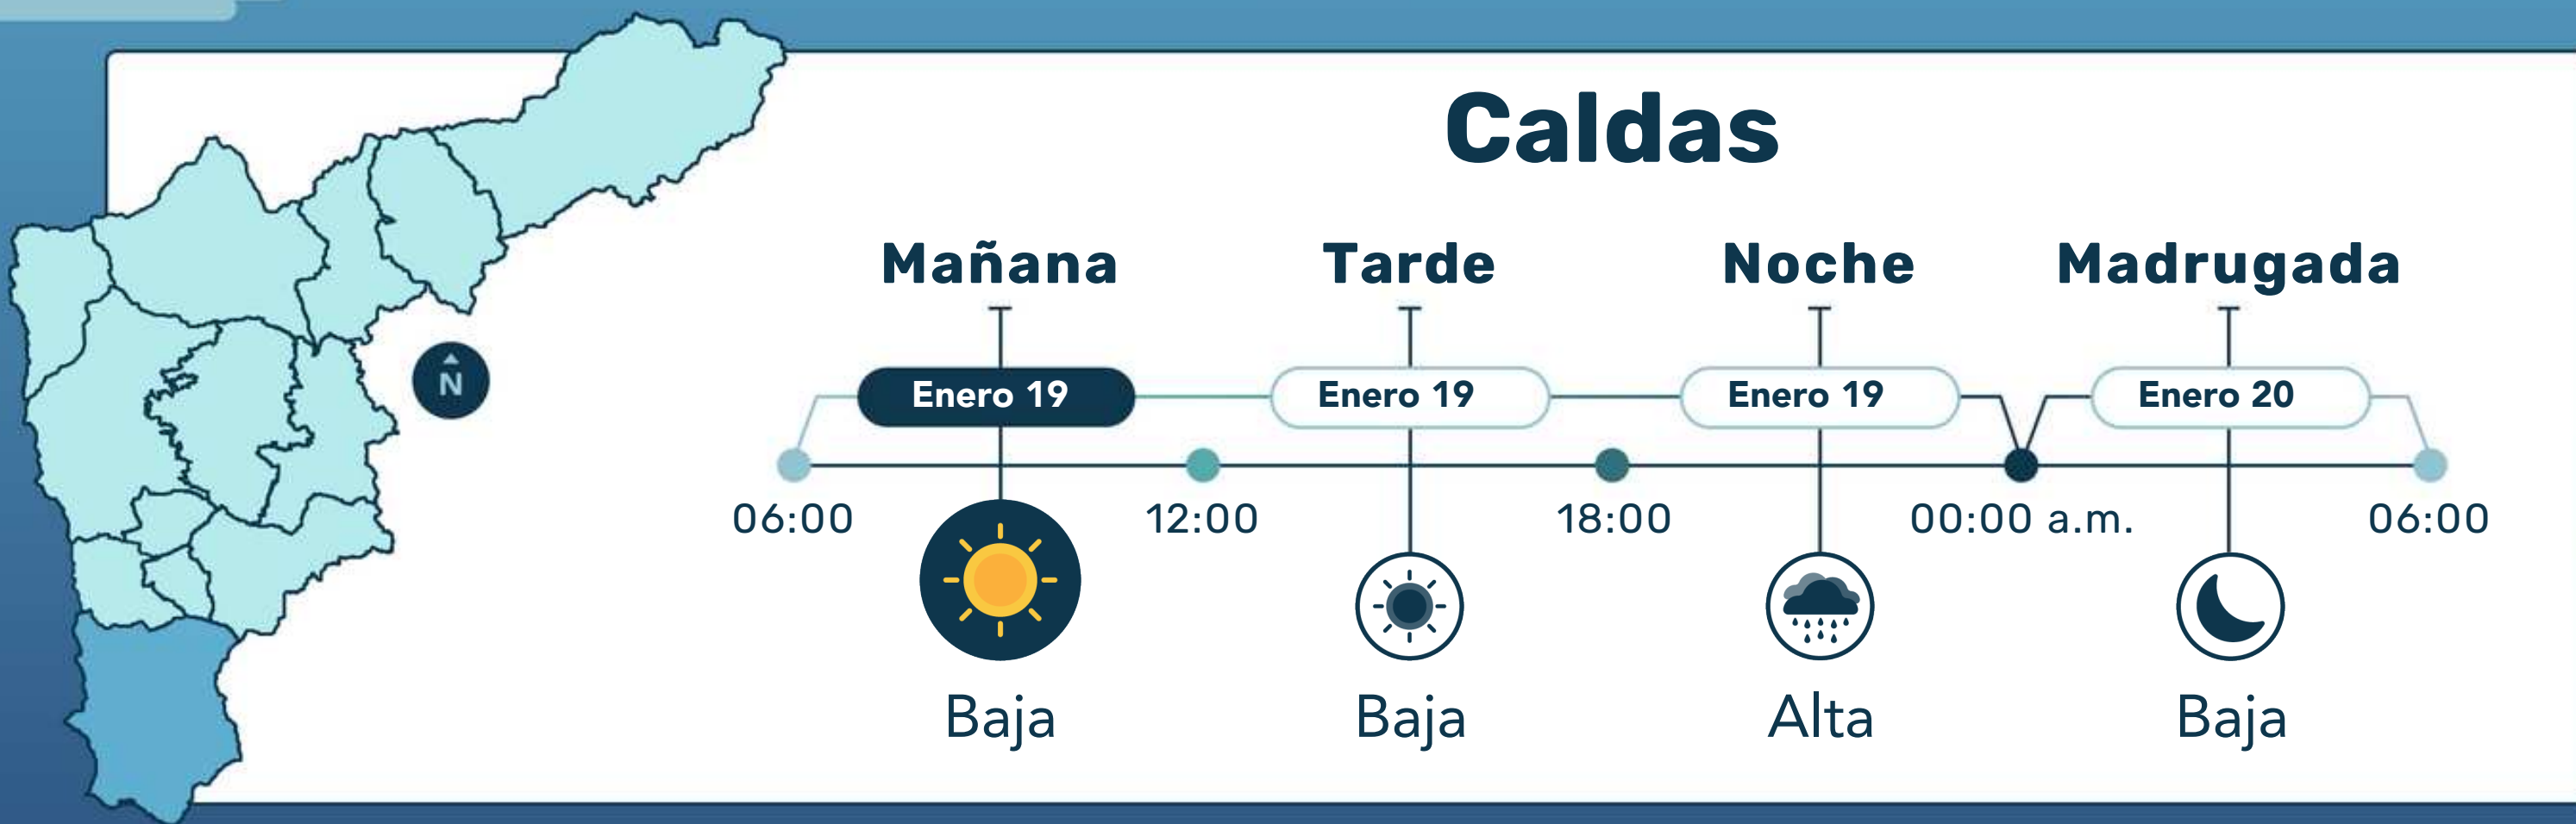 Caldas
Mañana Tarde Noche Madrugada
Enero 19 Enero 19 Enero 19 Enero 20
N
06:00 12:00 18:00 00:00 a.m. 06:00
Baja Baja Alta Baja